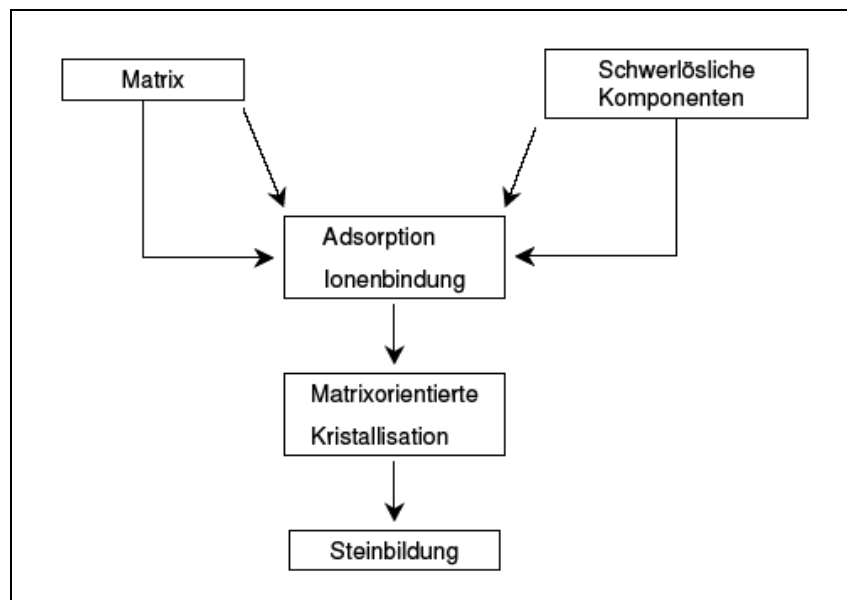 Matrix
Schwerlösliche
Komponenten
Adsorption
Ionenbindung
Matrixorientierte
Kristallisation
Steinbildung